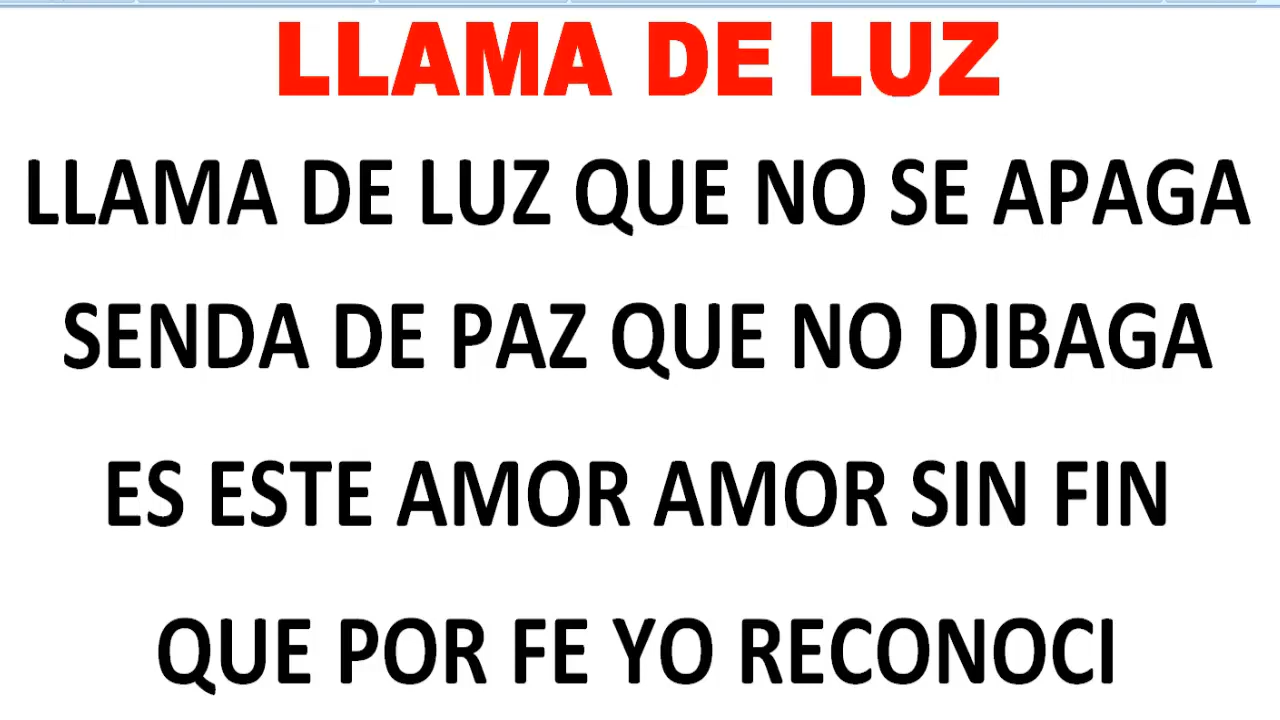 LLAMA DE LUZ
LLAMA DE LUZ QUE NO SE APAGA
SENDA DE PAZ QUE NO DIBAGA
ES ESTE AMOR AMOR SIN FIN
QUE POR FE YO RECONOCI